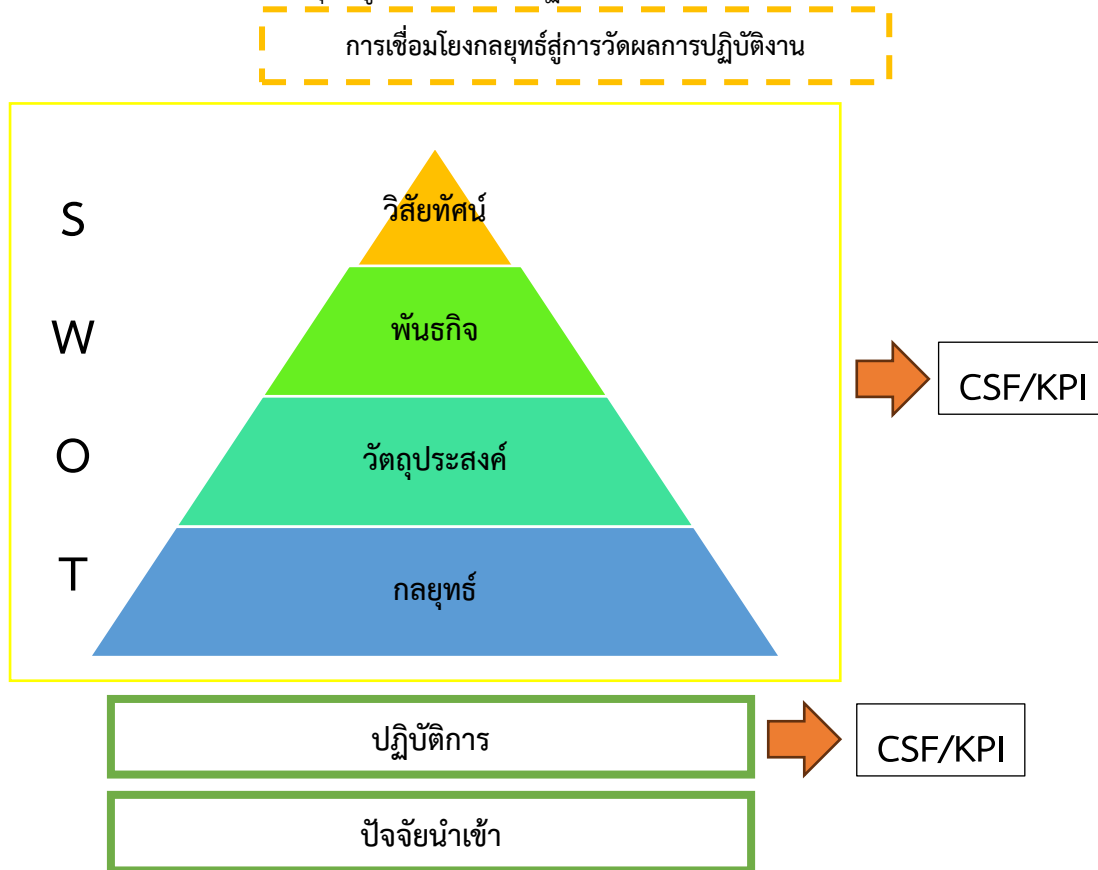 การเชื่อมโยงกลยุทธ์สู่การวัดผลการปฏิบัติงาน
S
วิสัยทัศน์
W
พันธกิจ
CSF/KPI
O
วัตถุประสงค์
T
กลยุทธ์
ปฏิบัติการ
CSF/KPI
ปัจจัยนำเข้า